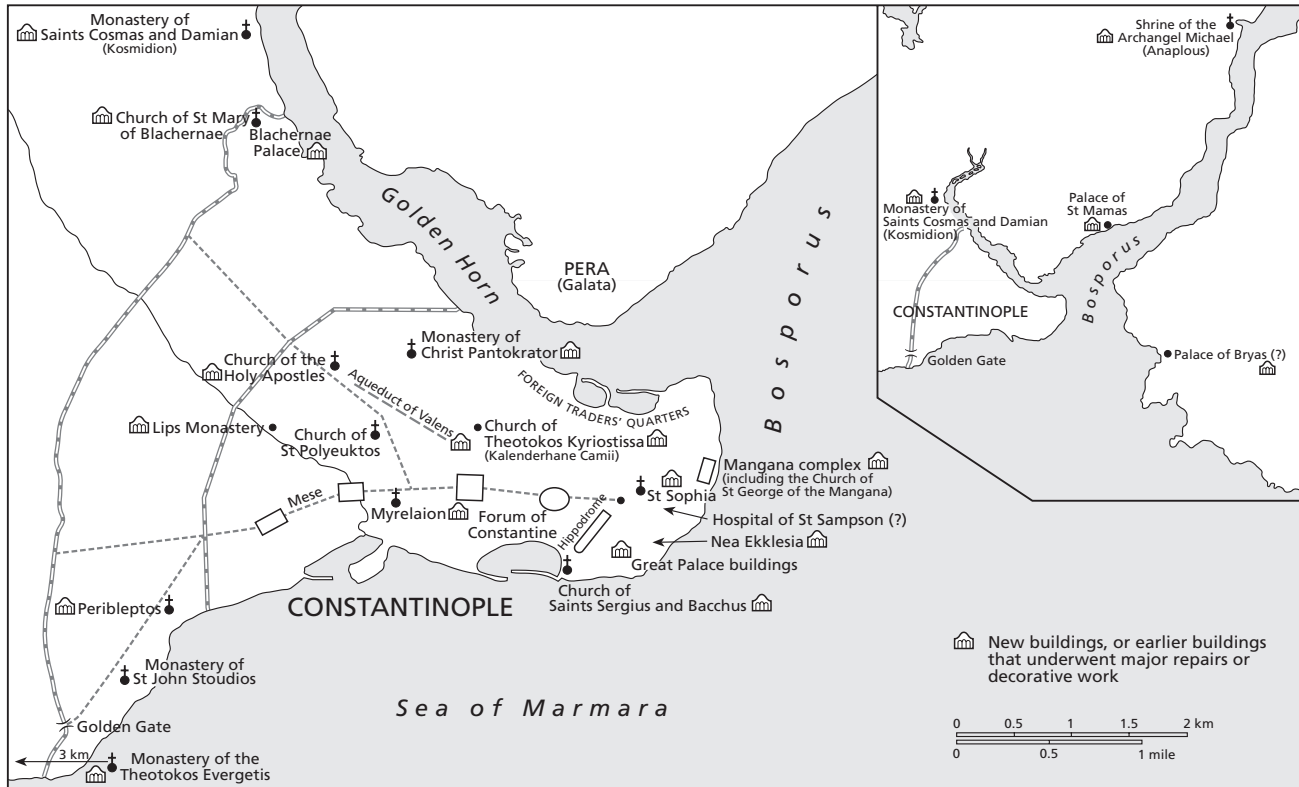 Monastery of
Saints Cosmas and Damian
(Kosmidion)
Church of St Mary
of Blachernae
Blachernae
Palace
Golden Horn
PERA
(Galata)
Bosporus
Monastery of
Christ Pantokrator
Church of the
Holy Apostles
Aqueduct of Valens
FOREIGN TRADERS' QUARTERS
Lips Monastery
Church of
St Polyeuktos
Church of
Theotokos Kyriostissa
(Kalenderhane Camii)
Mangana complex
(including the Church of
St George of the Mangana)
St Sophia
Mese
Myrelaion
Forum of
Constantine
Hippodrome
Hospital of St Sampson (?)
Nea Ekklesia
Great Palace buildings
Church of
Saints Sergius and Bacchus
CONSTANTINOPLE
Peribleptos
Monastery of
St John Stoudios
Golden Gate
3 km
Monastery of the
Theotokos Evergetis
Sea of Marmara
Shrine of the
Archangel Michael
(Anaplous)
Monastery of
Saints Cosmas and Damian
(Kosmidion)
Palace of
St Mamas
Bosporus
CONSTANTINOPLE
Golden Gate
Palace of Bryas (?)
New buildings, or earlier buildings
that underwent major repairs or
decorative work
0 0.5 1 1.5 2 km
0 0.5 1 mile